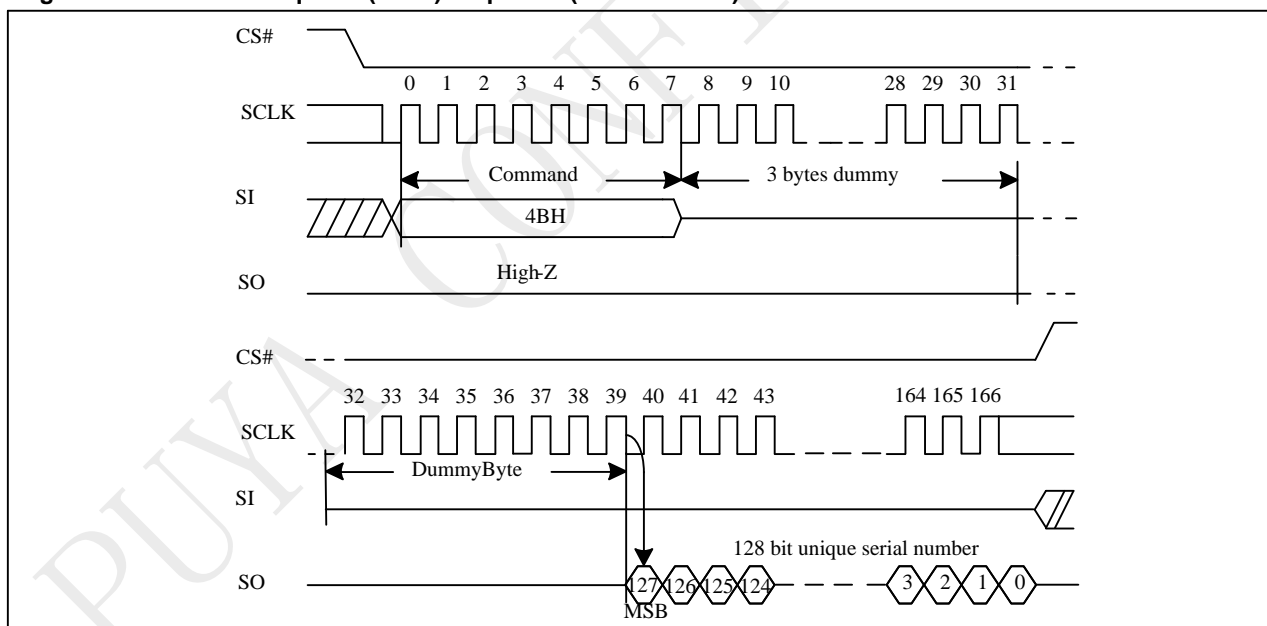 CS#
0 1 2 3 4 5 6 7 8 9 10 28 29 30 31
SCLK
Command 3 bytes dummy
SI
4BH
High-Z
SO
CS#
32 33 34 35 36 37 38 39 40 41 42 43 164 165 166
SCLK
DummyByte
SI
128 bit unique serial number
SO 127 126 125 124 3 2 1 0
MSB
PUYA CONF